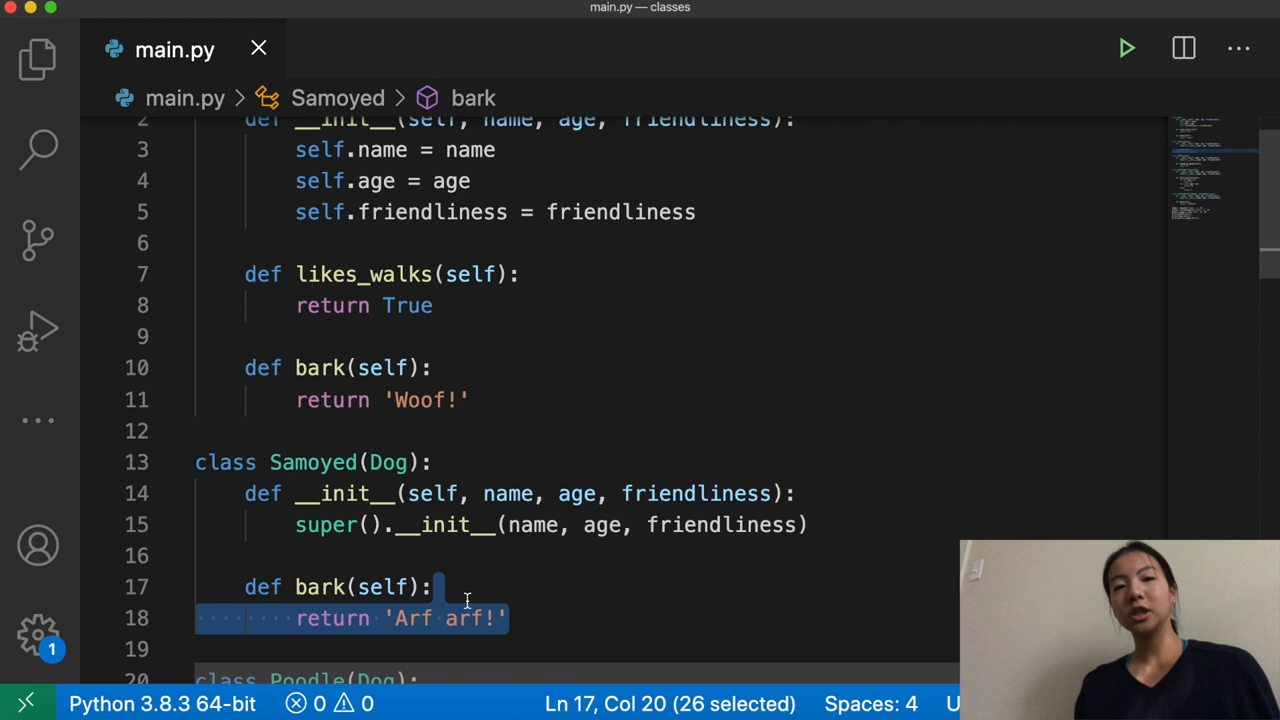 main.py — classes
main.py
main.py > Samoyed > bark
2 def __init__(self, name, age, friendliness):
3 self.name = name
4 self.age = age
5 self.friendliness = friendliness
6
7 def likes_walks(self):
8 return True
9
10 def bark(self):
11 return 'Woof!'
12
13 class Samoyed(Dog):
14 def __init__(self, name, age, friendliness):
15 super().__init__(name, age, friendliness)
16
17 def bark(self):
18 return 'Arf arf!'
19
20 class Poodle(Dog):
1
Python 3.8.3 64-bit 0 0 Ln 17, Col 20 (26 selected) Spaces: 4 U